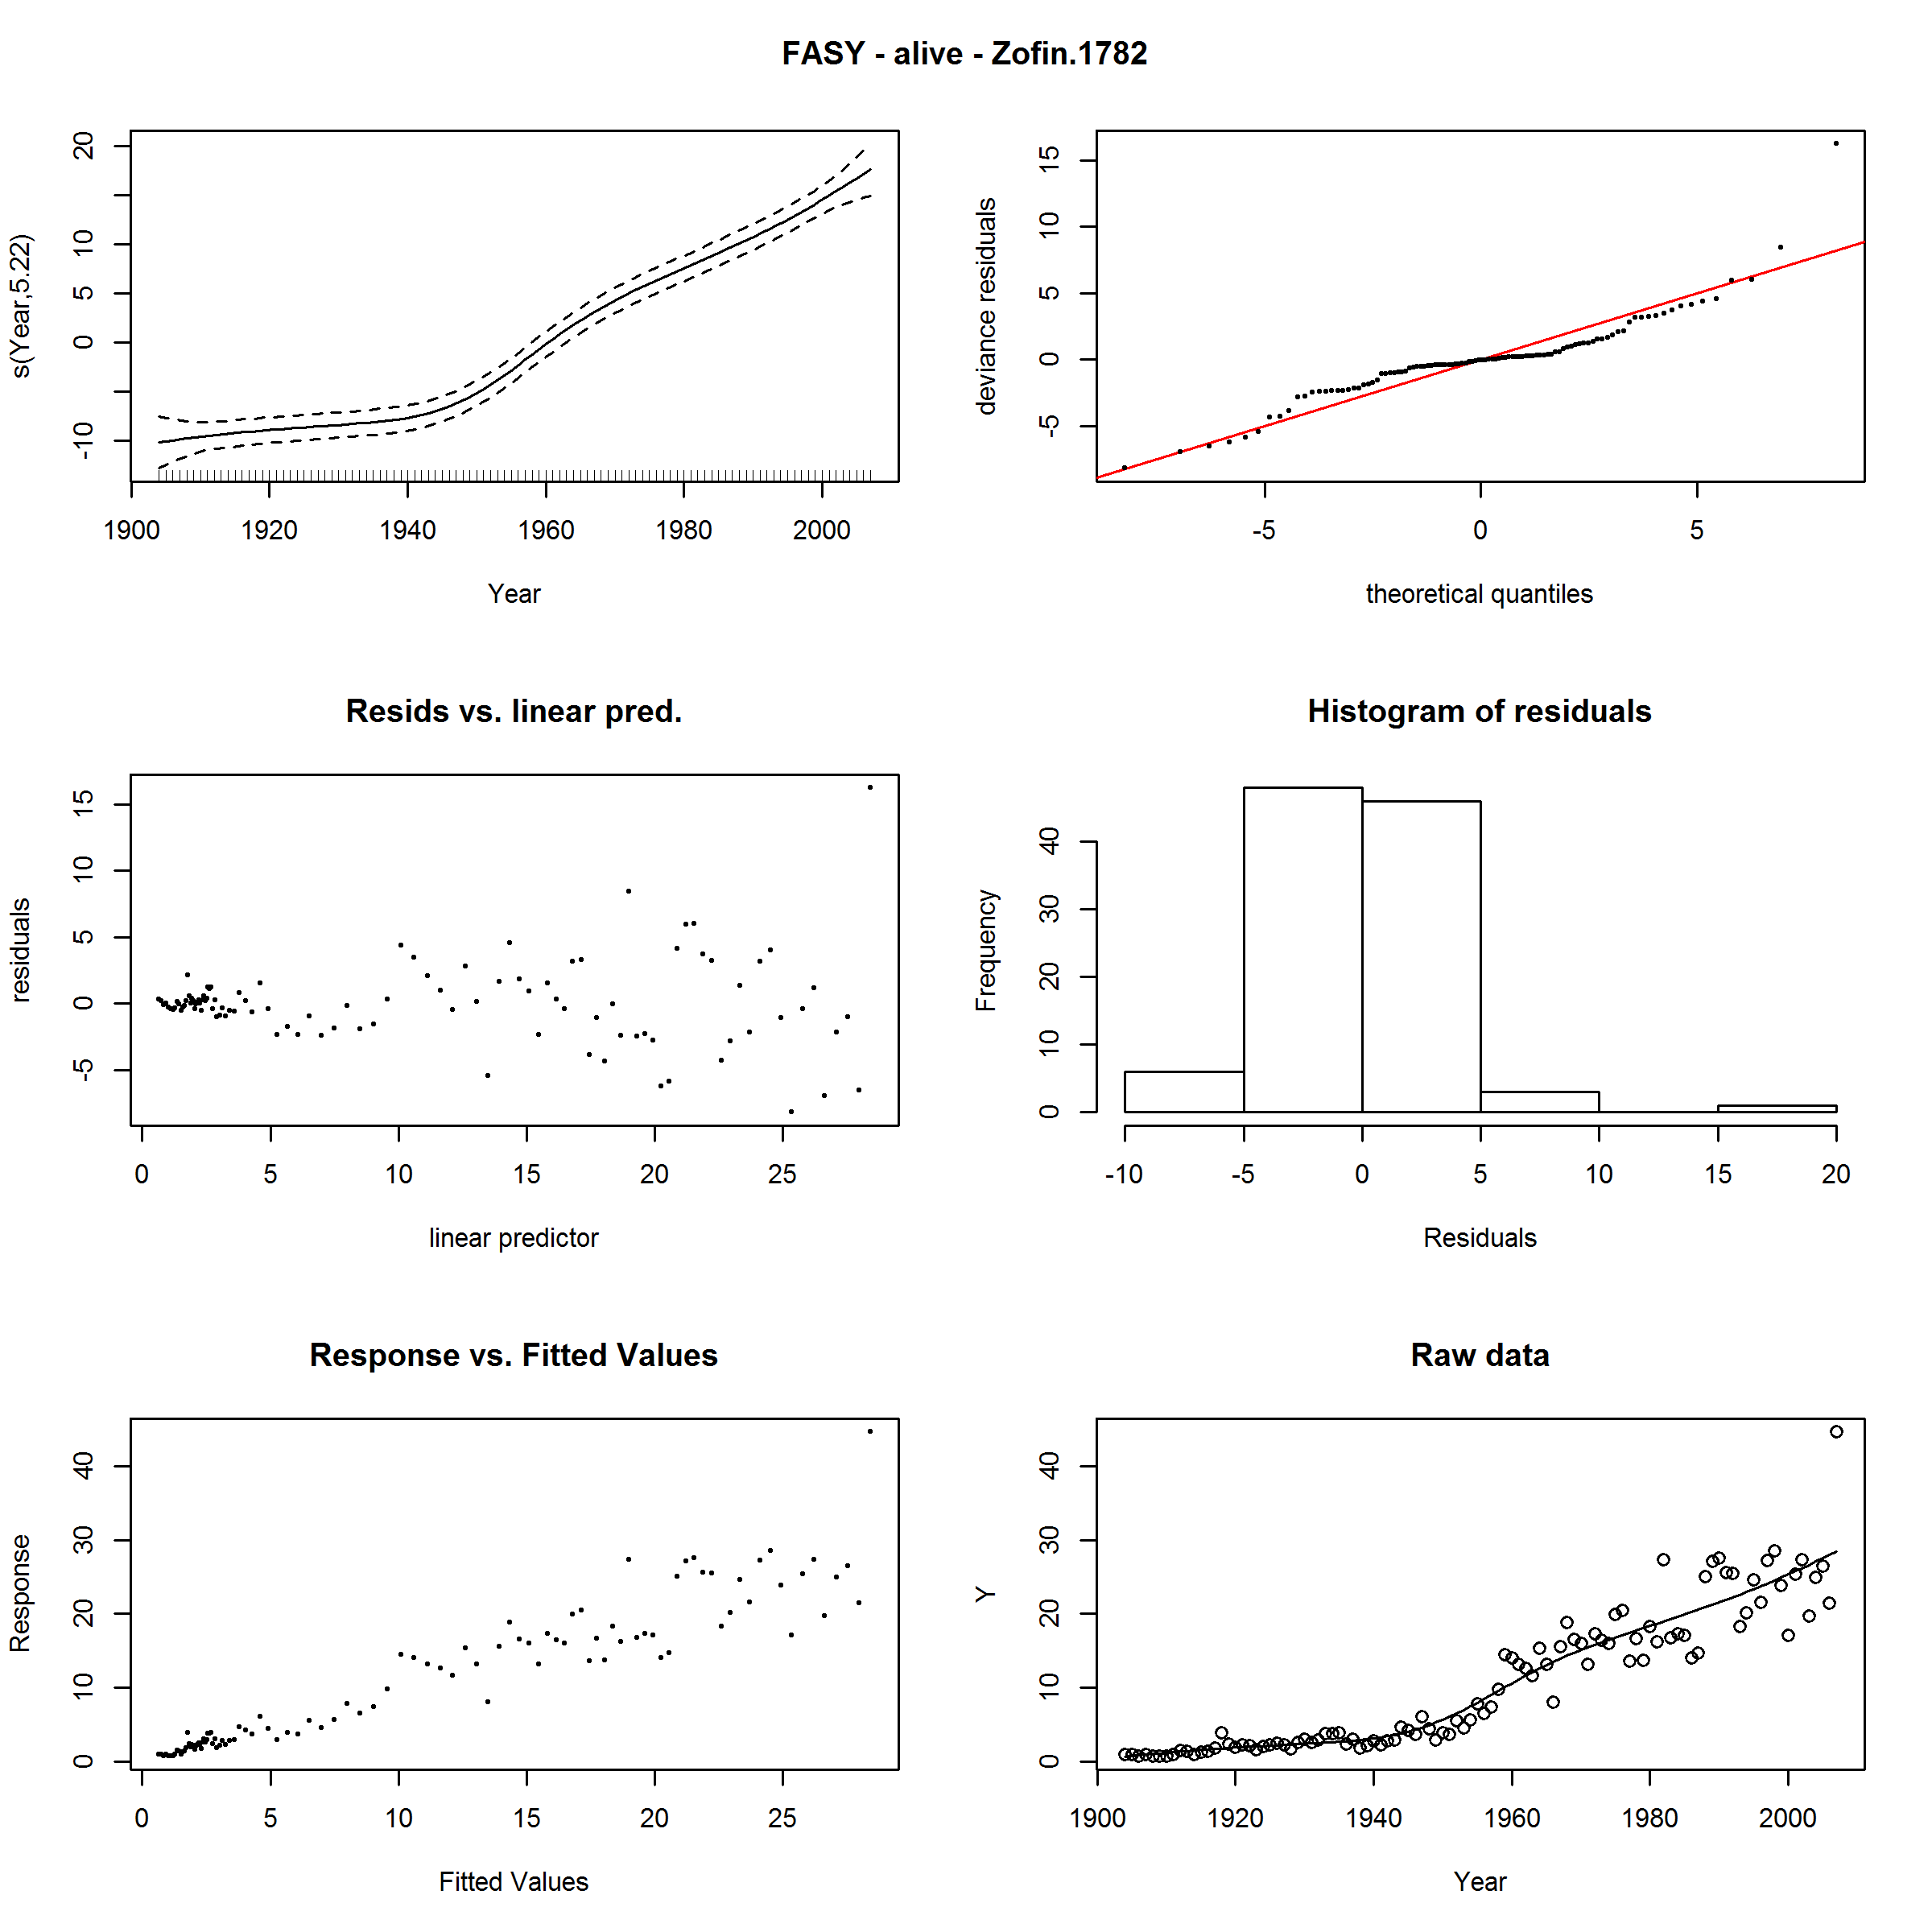 FASY - alive - Zofin.1782
s(Year,5.22)
-10 0 5 10 20
1900 1920 1940 1960 1980 2000
Year
deviance residuals
-5 0 5 10 15
-5 0 5
theoretical quantiles
Resids vs. linear pred.
residuals
-5 0 5 10 15
0 5 10 15 20 25
linear predictor
Histogram of residuals
Frequency
0 10 20 30 40
-10 -5 0 5 10 15 20
Residuals
Response vs. Fitted Values
Response
0 10 20 30 40
0 5 10 15 20 25
Fitted Values
Raw data
Y
0 10 20 30 40
1900 1920 1940 1960 1980 2000
Year